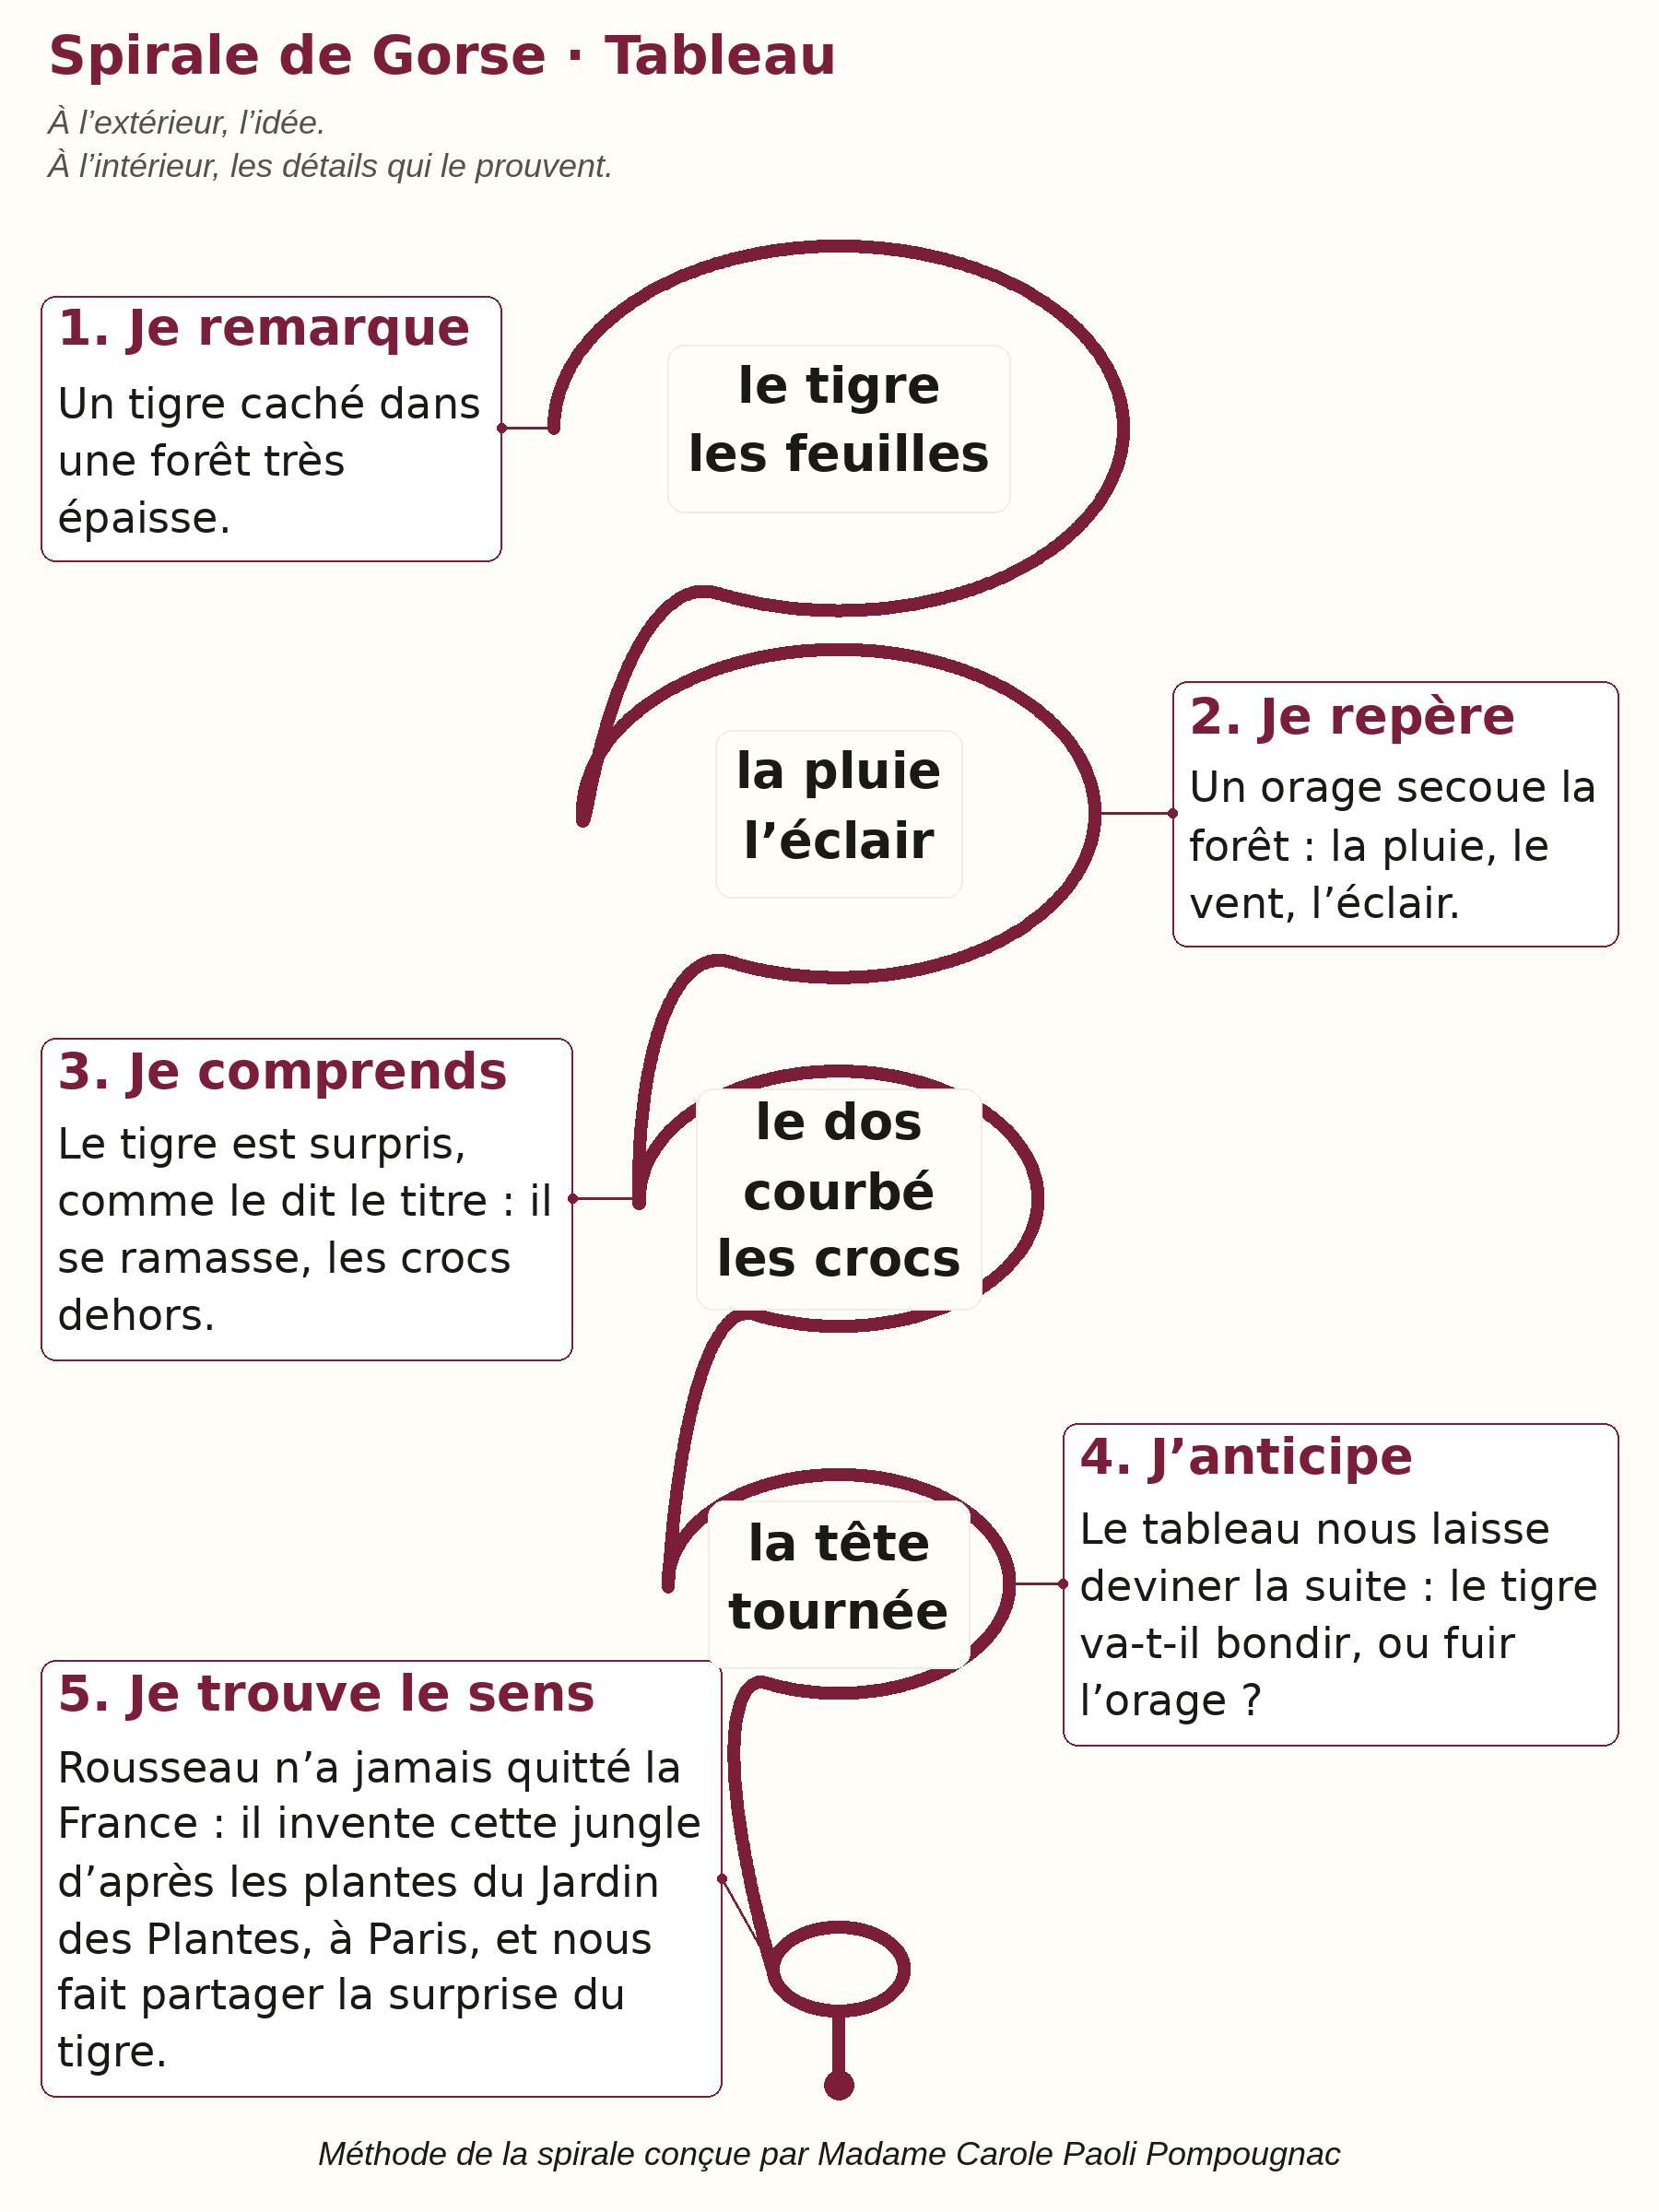 Spirale de Gorse · Tableau
À l’extérieur, l’idée.
À l’intérieur, les détails qui le prouvent.
1. Je remarque
Un tigre caché dans
une forêt très
épaisse.
le tigre
les feuilles
la pluie
l’éclair
2. Je repère
Un orage secoue la
forêt : la pluie, le
vent, l’éclair.
3. Je comprends
Le tigre est surpris,
comme le dit le titre : il
se ramasse, les crocs
dehors.
le dos
courbé
les crocs
la tête
tournée
4. J’anticipe
Le tableau nous laisse
deviner la suite : le tigre
va-t-il bondir, ou fuir
l’orage ?
5. Je trouve le sens
Rousseau n’a jamais quitté la
France : il invente cette jungle
d’après les plantes du Jardin
des Plantes, à Paris, et nous
fait partager la surprise du
tigre.
Méthode de la spirale conçue par Madame Carole Paoli Pompougnac